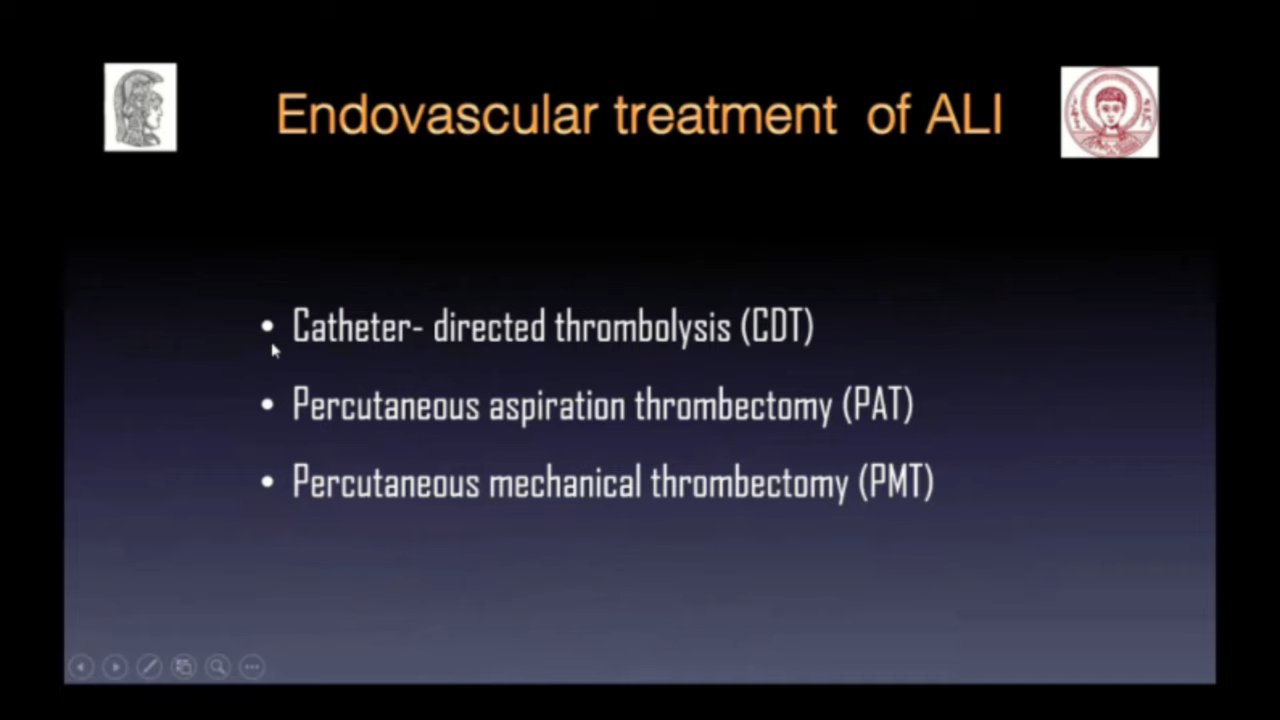 Endovascular treatment of ALI
• Catheter- directed thrombolysis (CDT)
• Percutaneous aspiration thrombectomy (PAT)
• Percutaneous mechanical thrombectomy (PMT)